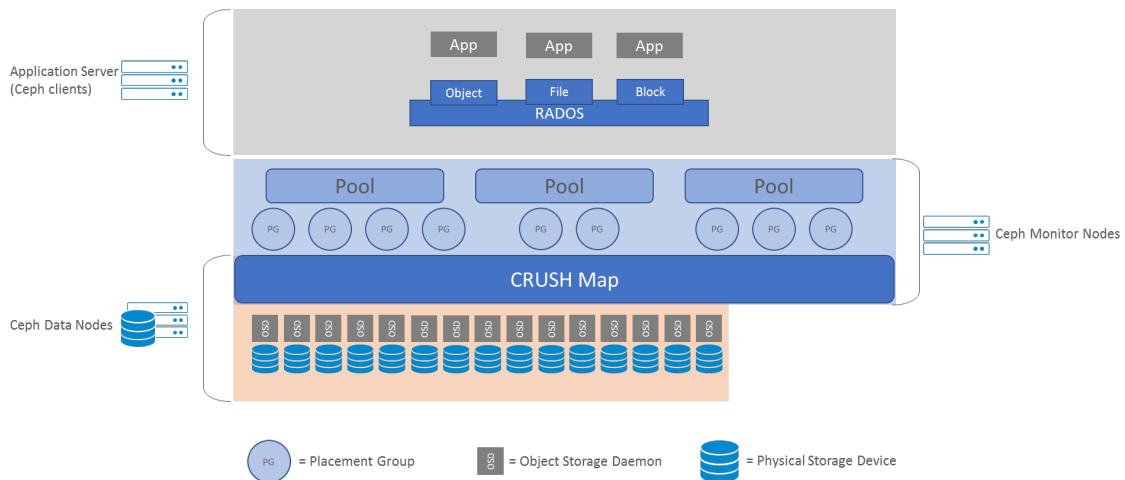 App App App
Application Server
(Ceph clients)
Object File Block
RADOS
Pool Pool Pool
PG PG PG PG PG PG PG PG PG
Ceph Monitor Nodes
CRUSH Map
Ceph Data Nodes
OSD OSD OSD OSD OSD OSD OSD OSD OSD OSD OSD OSD OSD OSD OSD
PG = Placement Group
OSD = Object Storage Daemon
= Physical Storage Device